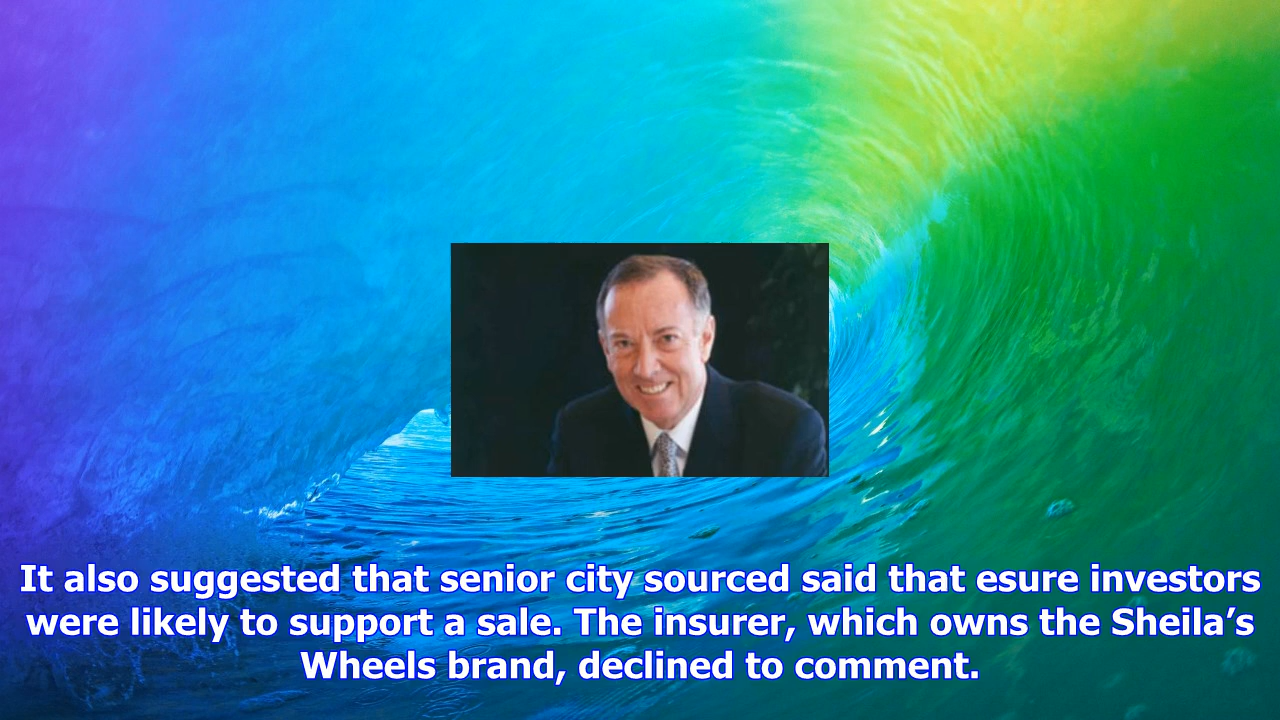 It also suggested that senior city sourced said that esure investors
were likely to support a sale. The insurer, which owns the Sheila’s
Wheels brand, declined to comment.